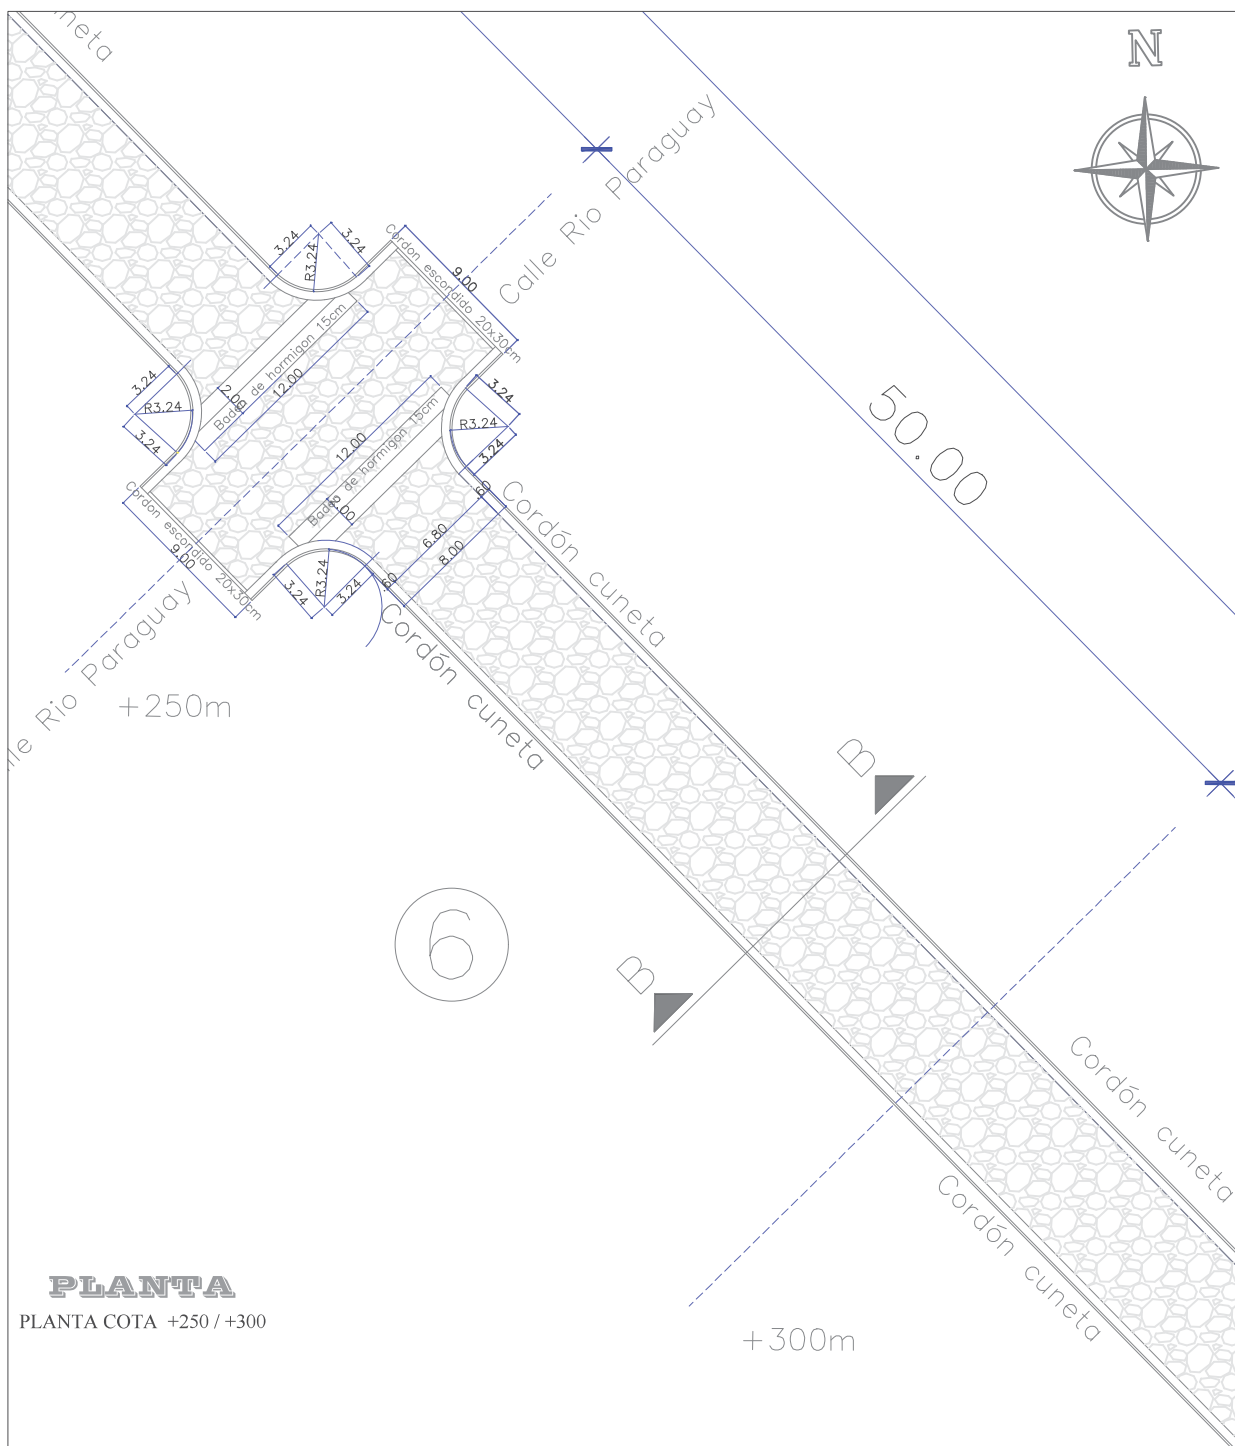 neta
N
Calle Rio Paraguay
3.24
3.24
R3.24
Cordon escondido 20x30cm
9.00
Baden de hormigon 15cm
2.00
12.00
3.24
R3.24
3.24
3.24
R3.24
3.24
12.00
Baden de hormigon 15cm
2.00
50.00
Cordon escondido 20x30cm
9.00
3.24
R3.24
3.24
.60
6.80
8.00
.60
Cordón cuneta
Cordón cuneta
lle Rio Paraguay
+250m
B
B
6
Cordón cuneta
Cordón cuneta
PLANTA
PLANTA COTA +250 / +300
+300m